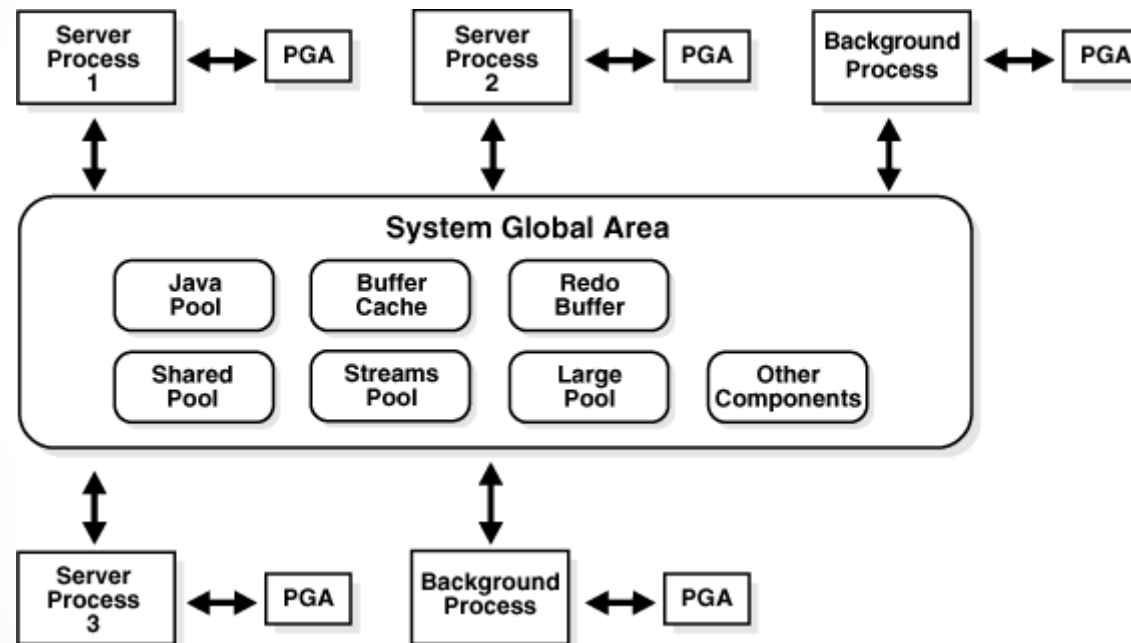 Server
Process
1
PGA
Server
Process
2
PGA
Background
Process
PGA
System Global Area
Java
Pool
Buffer
Cache
Redo
Buffer
Shared
Pool
Streams
Pool
Large
Pool
Other
Components
Server
Process
3
PGA
Background
Process
PGA